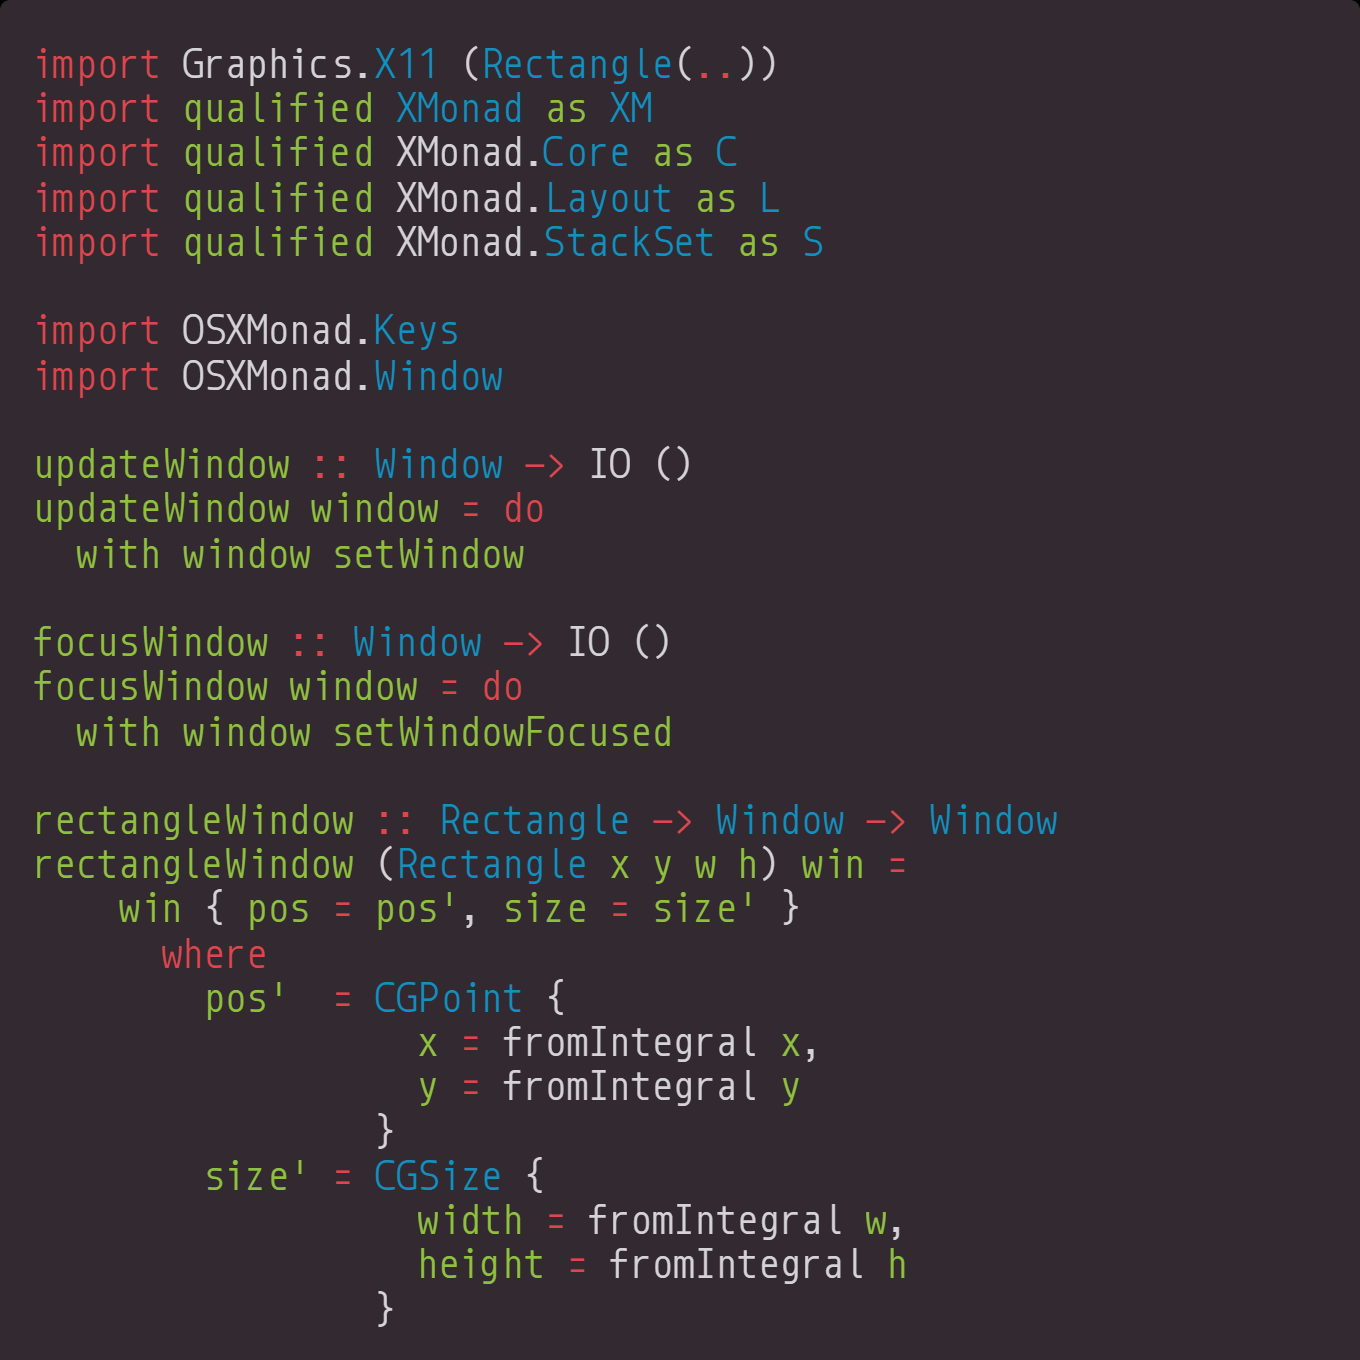 import Graphics.X11 (Rectangle(..))
import qualified XMonad as XM
import qualified XMonad.Core as C
import qualified XMonad.Layout as L
import qualified XMonad.StackSet as S

import OSXMonad.Keys
import OSXMonad.Window

updateWindow :: Window -> IO ()
updateWindow window = do
  with window setWindow

focusWindow :: Window -> IO ()
focusWindow window = do
  with window setWindowFocused

rectangleWindow :: Rectangle -> Window -> Window
rectangleWindow (Rectangle x y w h) win =
    win { pos = pos', size = size' }
      where
        pos'  = CGPoint {
                  x = fromIntegral x,
                  y = fromIntegral y
                }
        size' = CGSize {
                  width = fromIntegral w,
                  height = fromIntegral h
                }